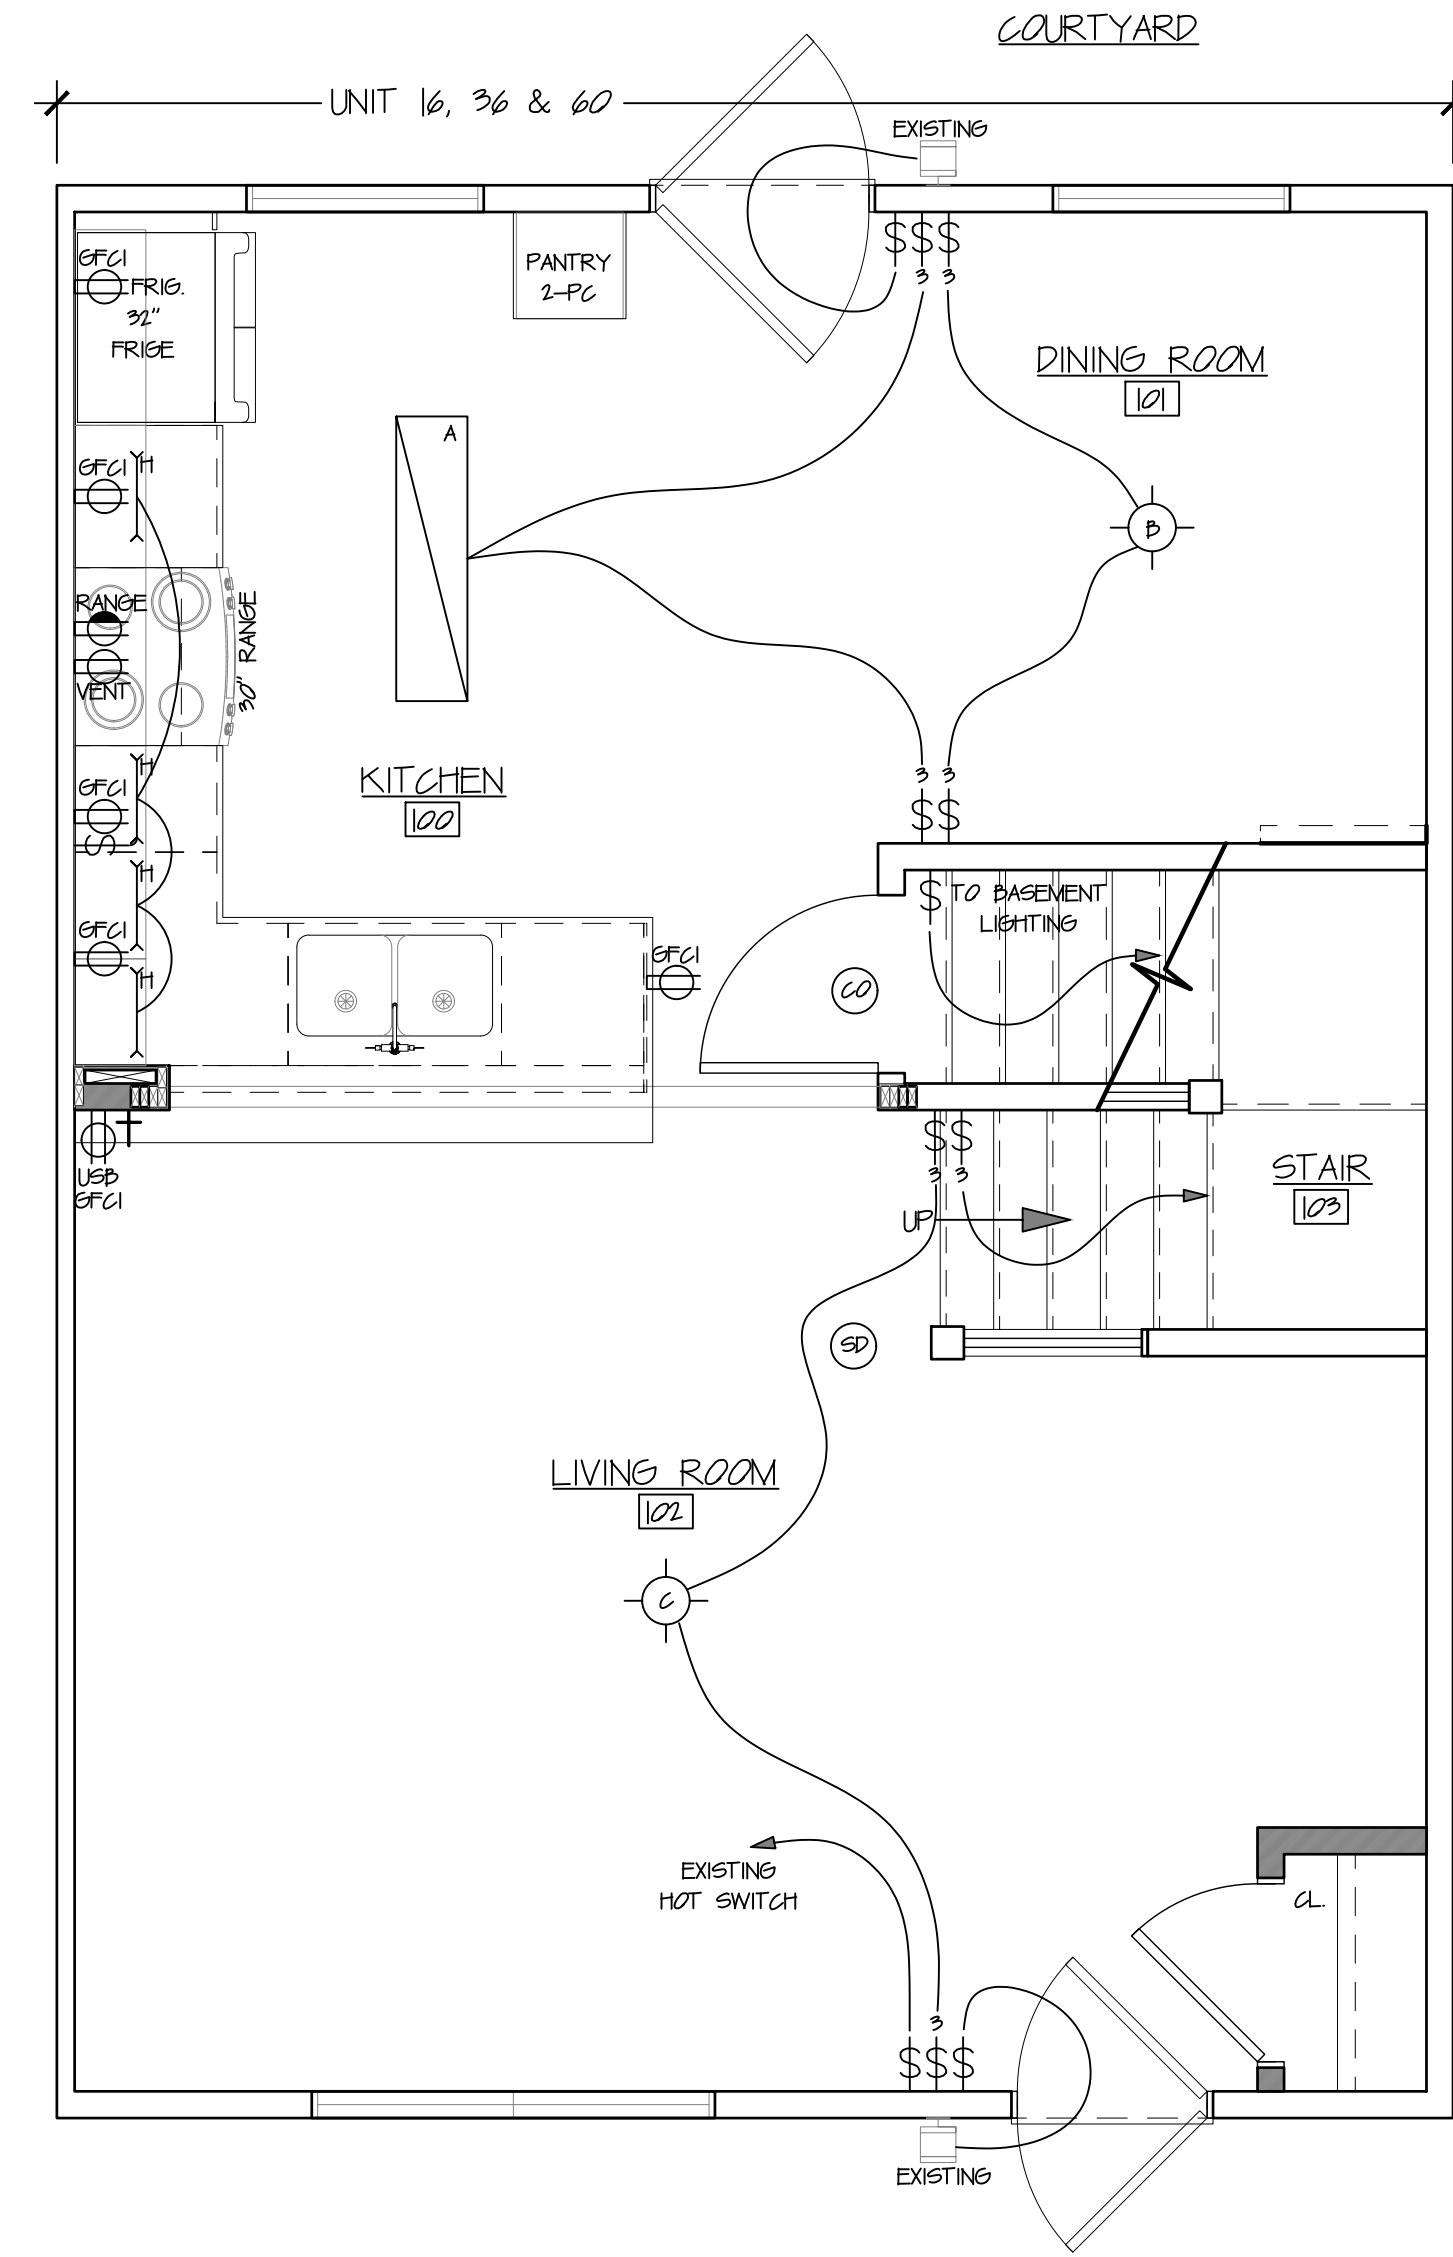 COURTYARD
UNIT 16, 36 & 60
EXISTING
$ $ $
3 3
GFCI
FRIG.
32"
FRIGE
PANTRY
2-PC
DINING ROOM
101
A
GFCI
H
B
RANGE
VENT
30" RANGE
KITCHEN
100
3 3
$ $
GFCI
H
S
H
$ TO BASEMENT
LIGHTING
GFCI
H
GFCI
CO
USB
GFCI
$ $
3 3
UP
STAIR
103
SD
LIVING ROOM
102
C
EXISTING
HOT SWITCH
CL.
3
$ $ $
EXISTING